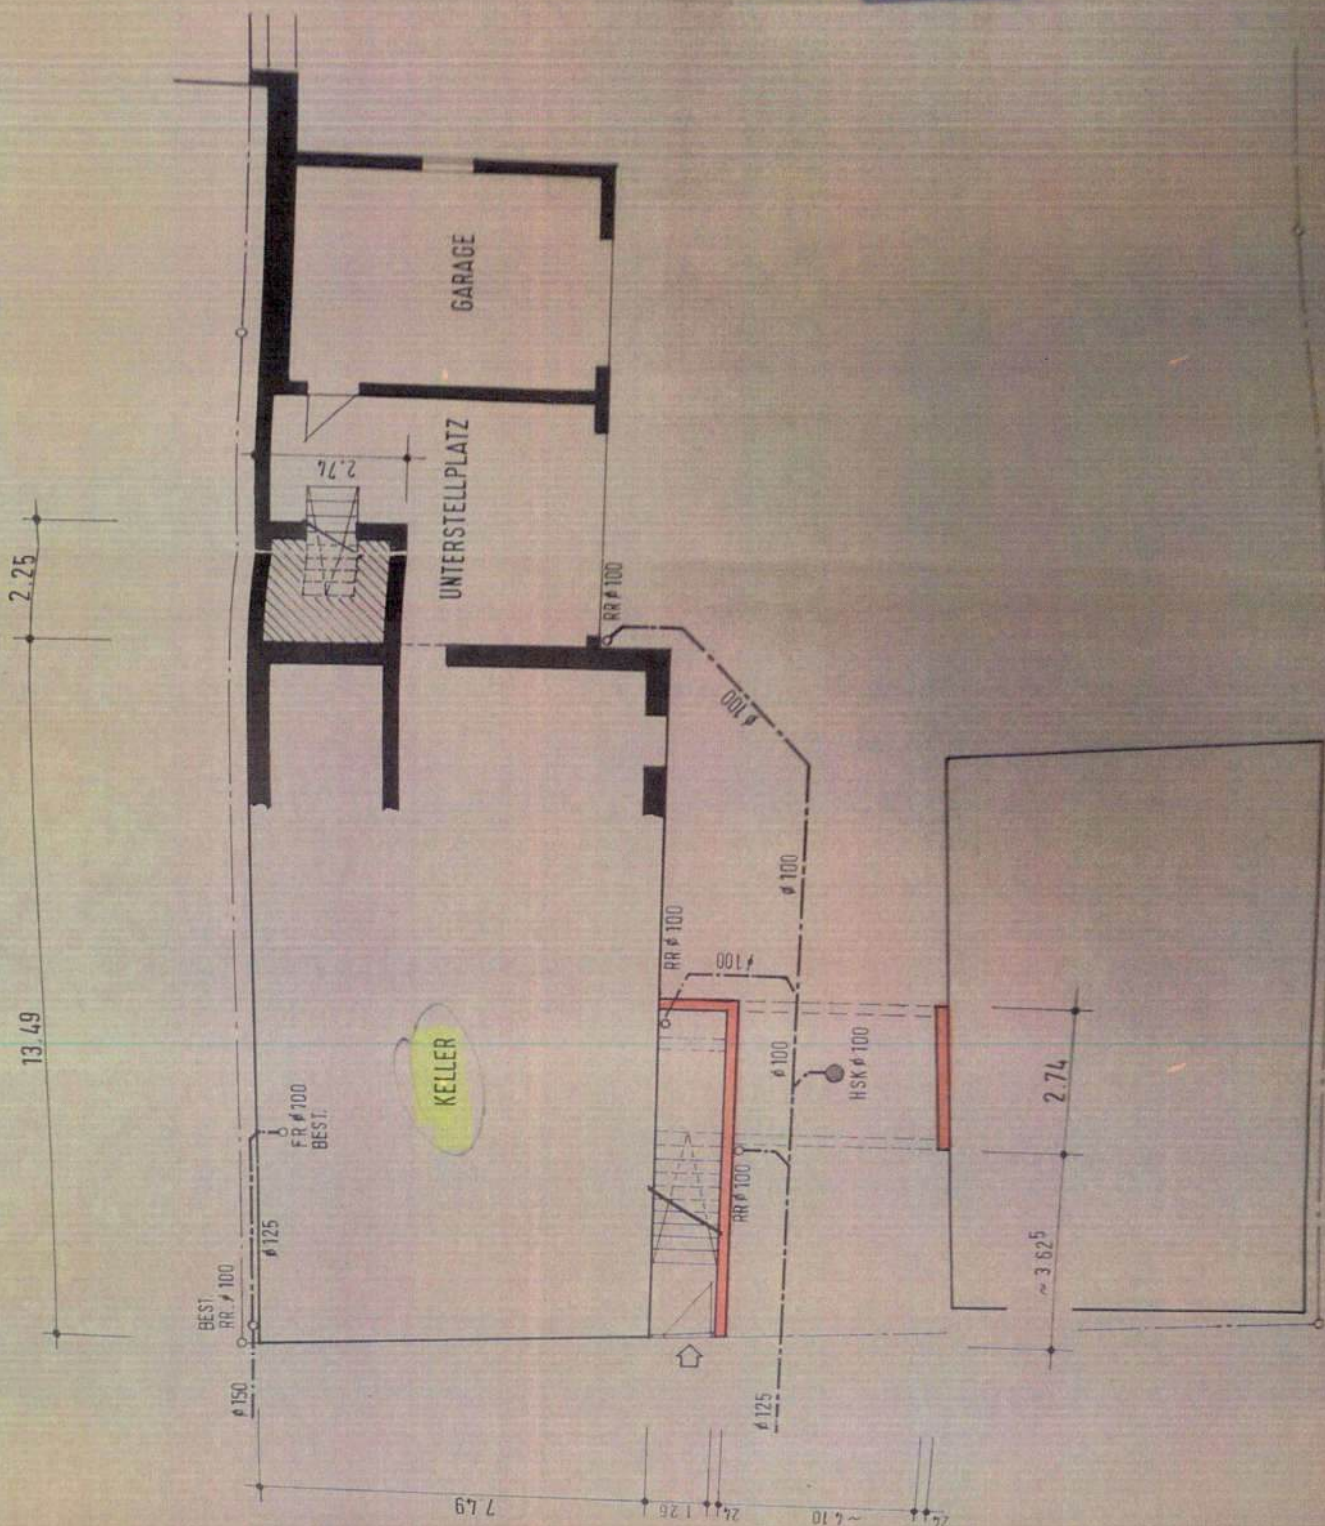 2.25
13.49
GARAGE
2.74
UNTERSTELLPLATZ
RR ø 100
ø 100
ø 100
RR ø 100
ø 100
KELLER
ø 100
HSK ø 100
2.74
F.R ø 100
BEST.
RR ø 100
ø 125
~ 3.62⁵
BEST.
RR. ø 100
ø 150
ø 125
7.49
1.26
24
~ 4.10
24